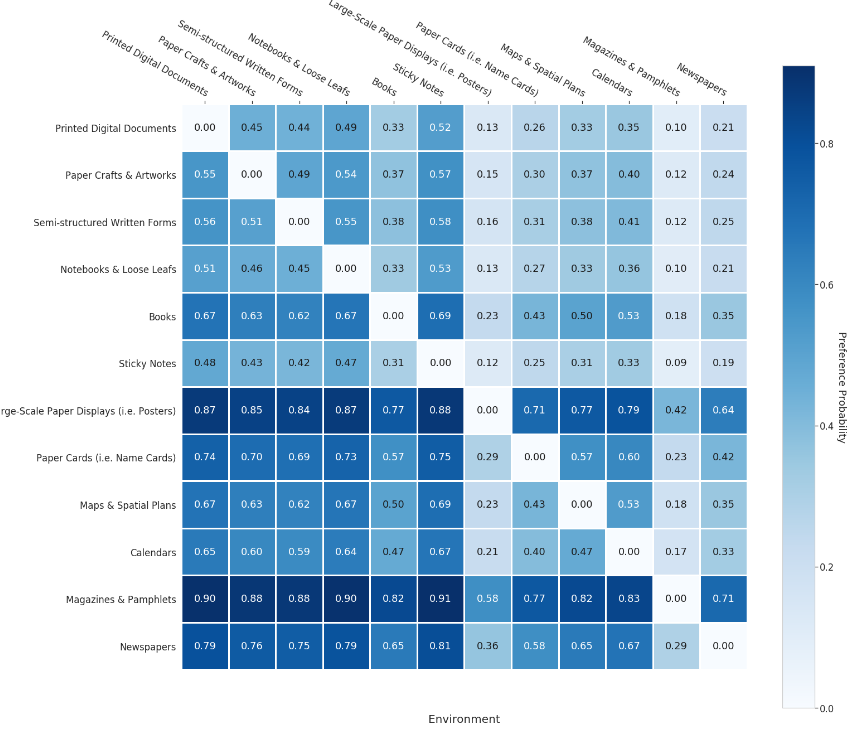 Printed Digital Documents
Paper Crafts & Artworks
Semi-structured Written Forms
Notebooks & Loose Leafs
Books
Sticky Notes
Large-Scale Paper Displays (i.e. Posters)
Paper Cards (i.e. Name Cards)
Maps & Spatial Plans
Calendars
Magazines & Pamphlets
Newspapers
Printed Digital Documents 0.00 0.45 0.44 0.49 0.33 0.52 0.13 0.26 0.33 0.35 0.10 0.21
Paper Crafts & Artworks 0.55 0.00 0.49 0.54 0.37 0.57 0.15 0.30 0.37 0.40 0.12 0.24
Semi-structured Written Forms 0.56 0.51 0.00 0.55 0.38 0.58 0.16 0.31 0.38 0.41 0.12 0.25
Notebooks & Loose Leafs 0.51 0.46 0.45 0.00 0.33 0.53 0.13 0.27 0.33 0.36 0.10 0.21
Books 0.67 0.63 0.62 0.67 0.00 0.69 0.23 0.43 0.50 0.53 0.18 0.35
Sticky Notes 0.48 0.43 0.42 0.47 0.31 0.00 0.12 0.25 0.31 0.33 0.09 0.19
rge-Scale Paper Displays (i.e. Posters) 0.87 0.85 0.84 0.87 0.77 0.88 0.00 0.71 0.77 0.79 0.42 0.64
Paper Cards (i.e. Name Cards) 0.74 0.70 0.69 0.73 0.57 0.75 0.29 0.00 0.57 0.60 0.23 0.42
Maps & Spatial Plans 0.67 0.63 0.62 0.67 0.50 0.69 0.23 0.43 0.00 0.53 0.18 0.35
Calendars 0.65 0.60 0.59 0.64 0.47 0.67 0.21 0.40 0.47 0.00 0.17 0.33
Magazines & Pamphlets 0.90 0.88 0.88 0.90 0.82 0.91 0.58 0.77 0.82 0.83 0.00 0.71
Newspapers 0.79 0.76 0.75 0.79 0.65 0.81 0.36 0.58 0.65 0.67 0.29 0.00
Environment
0.8
0.6
0.4
0.2
0.0
Preference Probability